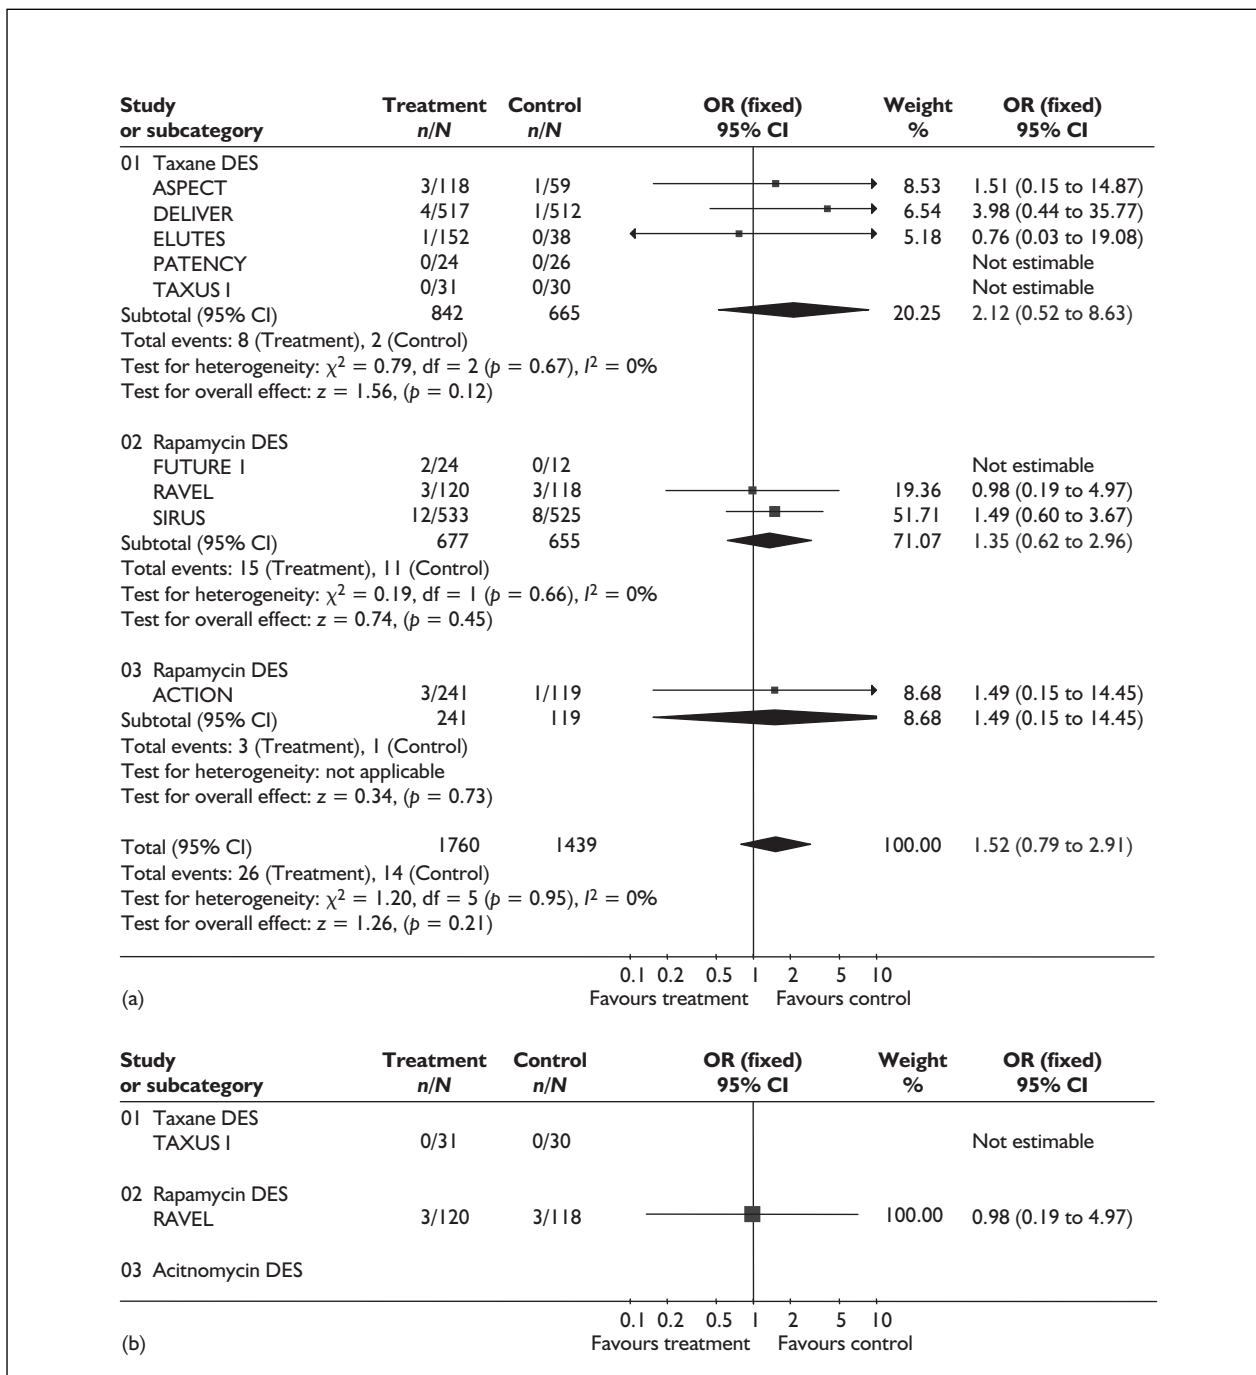 Study Treatment Control OR (fixed) Weight OR (fixed)
or subcategory n/N n/N 95% CI % 95% CI
01 Taxane DES
ASPECT 3/118 1/59 8.53 1.51 (0.15 to 14.87)
DELIVER 4/517 1/512 6.54 3.98 (0.44 to 35.77)
ELUTES 1/152 0/38 5.18 0.76 (0.03 to 19.08)
PATENCY 0/24 0/26 Not estimable
TAXUS I 0/31 0/30 Not estimable
Subtotal (95% CI) 842 665 20.25 2.12 (0.52 to 8.63)
Total events: 8 (Treatment), 2 (Control)
Test for heterogeneity: χ² = 0.79, df = 2 (p = 0.67), I² = 0%
Test for overall effect: z = 1.56, (p = 0.12)
02 Rapamycin DES
FUTURE I 2/24 0/12 Not estimable
RAVEL 3/120 3/118 19.36 0.98 (0.19 to 4.97)
SIRUS 12/533 8/525 51.71 1.49 (0.60 to 3.67)
Subtotal (95% CI) 677 655 71.07 1.35 (0.62 to 2.96)
Total events: 15 (Treatment), 11 (Control)
Test for heterogeneity: χ² = 0.19, df = 1 (p = 0.66), I² = 0%
Test for overall effect: z = 0.74, (p = 0.45)
03 Rapamycin DES
ACTION 3/241 1/119 8.68 1.49 (0.15 to 14.45)
Subtotal (95% CI) 241 119 8.68 1.49 (0.15 to 14.45)
Total events: 3 (Treatment), 1 (Control)
Test for heterogeneity: not applicable
Test for overall effect: z = 0.34, (p = 0.73)
Total (95% CI) 1760 1439 100.00 1.52 (0.79 to 2.91)
Total events: 26 (Treatment), 14 (Control)
Test for heterogeneity: χ² = 1.20, df = 5 (p = 0.95), I² = 0%
Test for overall effect: z = 1.26, (p = 0.21)
0.1 0.2 0.5 1 2 5 10
(a) Favours treatment Favours control
Study Treatment Control OR (fixed) Weight OR (fixed)
or subcategory n/N n/N 95% CI % 95% CI
01 Taxane DES
TAXUS I 0/31 0/30 Not estimable
02 Rapamycin DES
RAVEL 3/120 3/118 100.00 0.98 (0.19 to 4.97)
03 Acitnomycin DES
0.1 0.2 0.5 1 2 5 10
(b) Favours treatment Favours control